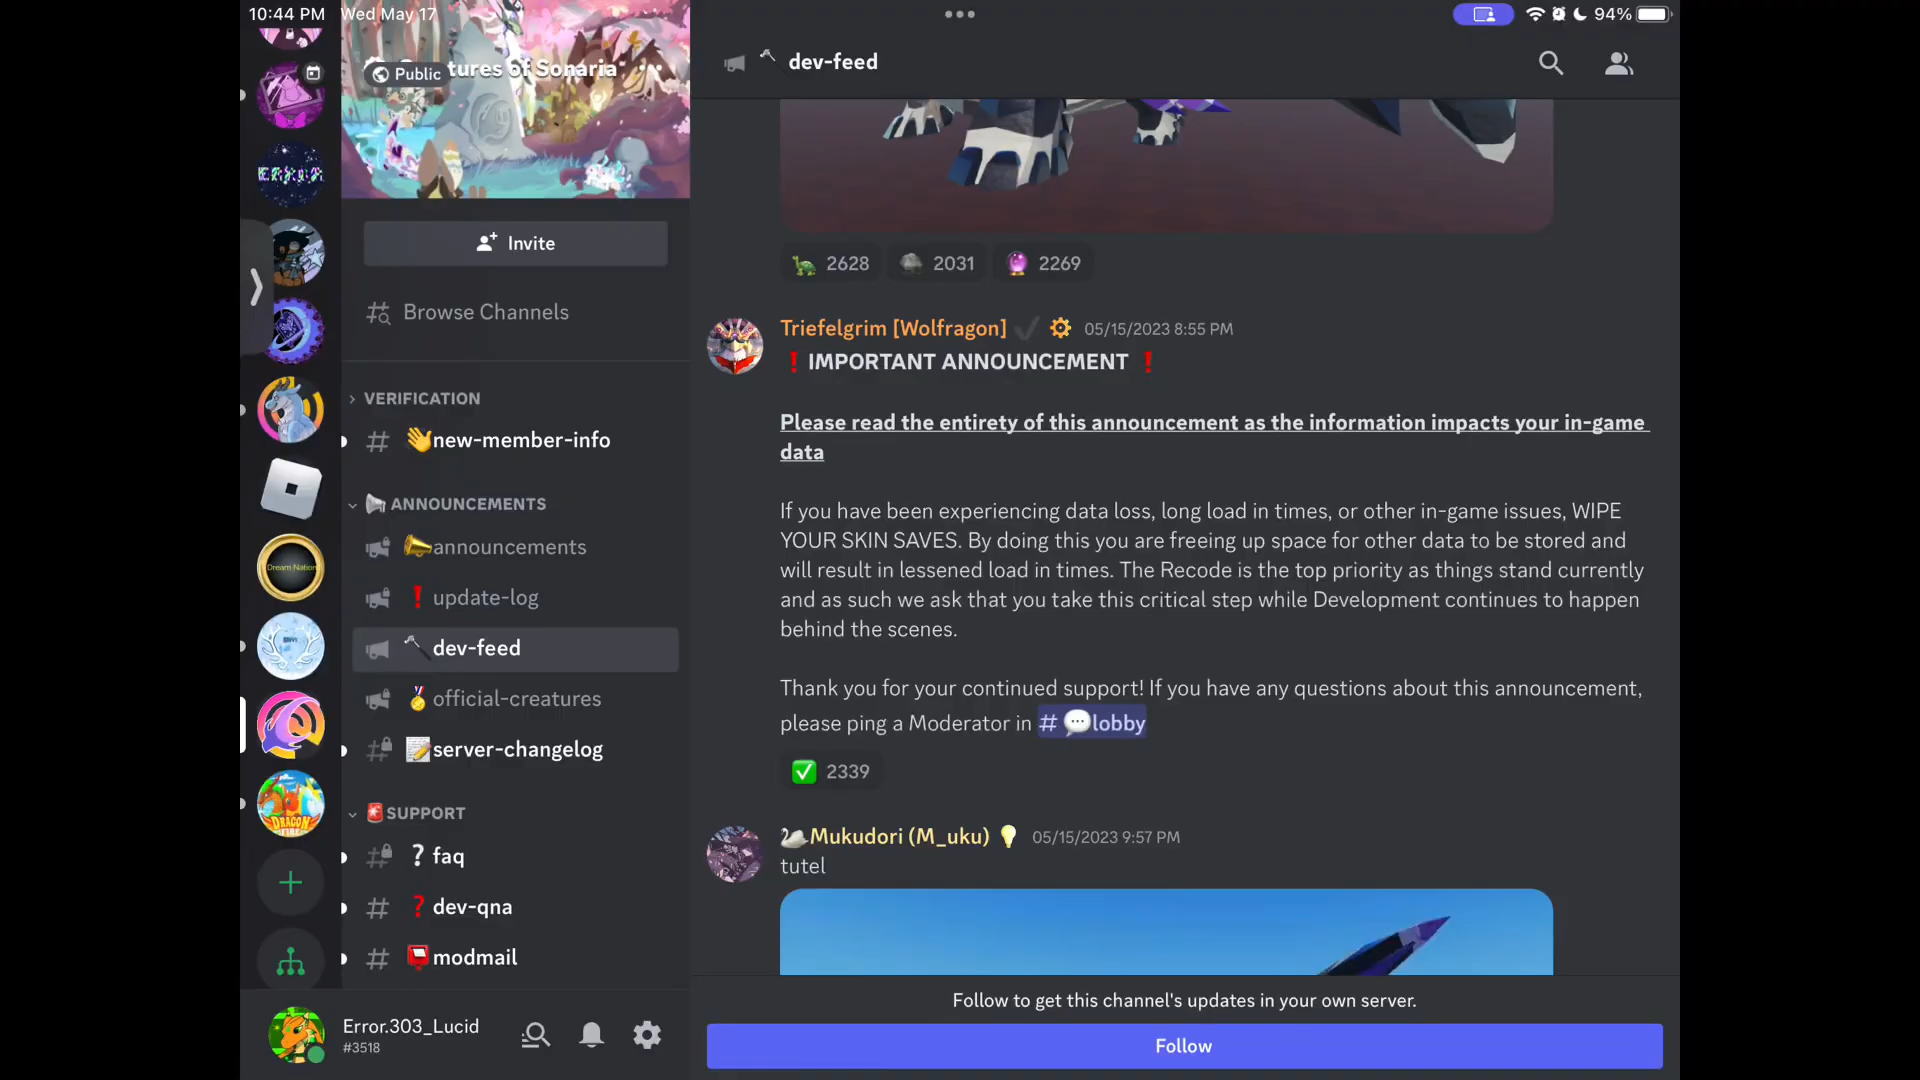 10:44 PM Wed May 17
94%
Public
tures of Sonaria
Invite
Browse Channels
VERIFICATION
new-member-info
ANNOUNCEMENTS
announcements
update-log
dev-feed
official-creatures
server-changelog
SUPPORT
faq
dev-qna
modmail
Dream Nation
DRAGON
Error.303_Lucid
#3518
dev-feed
2628 2031 2269
Triefelgrim [Wolfragon] 05/15/2023 8:55 PM
❗ IMPORTANT ANNOUNCEMENT ❗
Please read the entirety of this announcement as the information impacts your in-game
data
If you have been experiencing data loss, long load in times, or other in-game issues, WIPE
YOUR SKIN SAVES. By doing this you are freeing up space for other data to be stored and
will result in lessened load in times. The Recode is the top priority as things stand currently
and as such we ask that you take this critical step while Development continues to happen
behind the scenes.
Thank you for your continued support! If you have any questions about this announcement,
please ping a Moderator in # 💬lobby
✅ 2339
Mukudori (M_uku) 05/15/2023 9:57 PM
tutel
Follow to get this channel's updates in your own server.
Follow